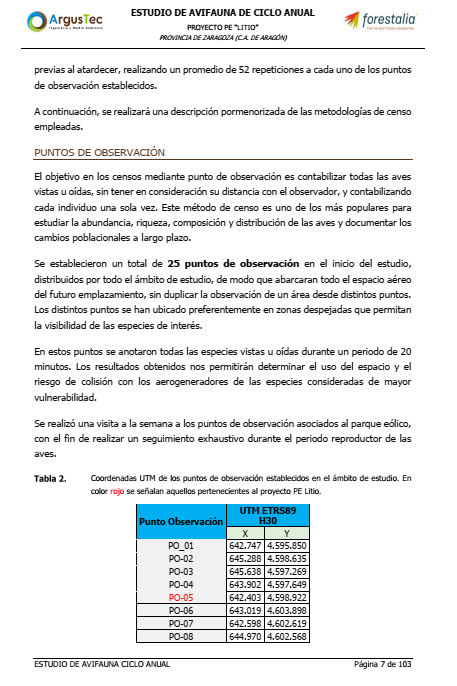 ArgusTec
Ingeniería y Medio Ambiente
ESTUDIO DE AVIFAUNA DE CICLO ANUAL
PROYECTO PE "LITIO"
PROVINCIA DE ZARAGOZA (C.A. DE ARAGÓN)
forestalia
previas al atardecer, realizando un promedio de 52 repeticiones a cada uno de los puntos
de observación establecidos.
A continuación, se realizará una descripción pormenorizada de las metodologías de censo
empleadas.
PUNTOS DE OBSERVACIÓN
El objetivo en los censos mediante punto de observación es contabilizar todas las aves
vistas u oídas, sin tener en consideración su distancia con el observador, y contabilizando
cada individuo una sola vez. Este método de censo es uno de los más populares para
estudiar la abundancia, riqueza, composición y distribución de las aves y documentar los
cambios poblacionales a largo plazo.
Se establecieron un total de 25 puntos de observación en el inicio del estudio,
distribuidos por todo el ámbito de estudio, de modo que abarcaran todo el espacio aéreo
del futuro emplazamiento, sin duplicar la observación de un área desde distintos puntos.
Los distintos puntos se han ubicado preferentemente en zonas despejadas que permitan
la visibilidad de las especies de interés.
En estos puntos se anotaron todas las especies vistas u oídas durante un periodo de 20
minutos. Los resultados obtenidos nos permitirán determinar el uso del espacio y el
riesgo de colisión con los aerogeneradores de las especies consideradas de mayor
vulnerabilidad.
Se realizó una visita a la semana a los puntos de observación asociados al parque eólico,
con el fin de realizar un seguimiento exhaustivo durante el periodo reproductor de las
aves.
Tabla 2. Coordenadas UTM de los puntos de observación establecidos en el ámbito de estudio. En
color rojo se señalan aquellos pertenecientes al proyecto PE Litio.
Punto Observación UTM ETRS89
H30
X Y
PO_01 642.747 4.595.850
PO-02 645.288 4.598.635
PO-03 645.638 4.597.269
PO-04 643.902 4.597.649
PO-05 642.403 4.598.922
PO-06 643.019 4.603.898
PO-07 642.598 4.602.619
PO-08 644.970 4.602.568
ESTUDIO DE AVIFAUNA CICLO ANUAL Página 7 de 103